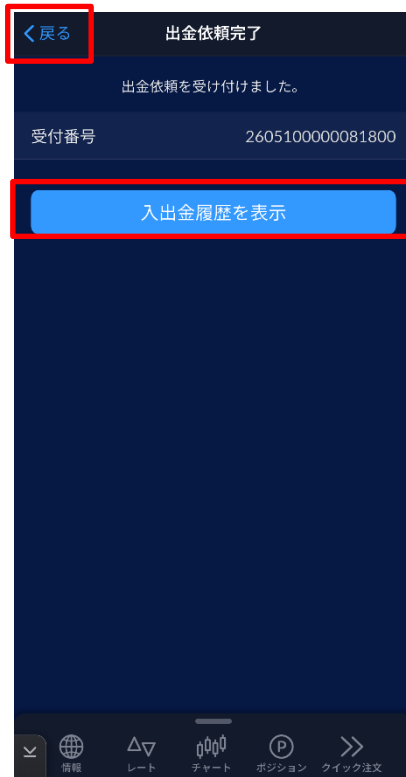 戻る
出金依頼完了
出金依頼を受け付けました。
受付番号 2605100000081800
入出金履歴を表示
P
情報 レート チャート ポジション クイック注文